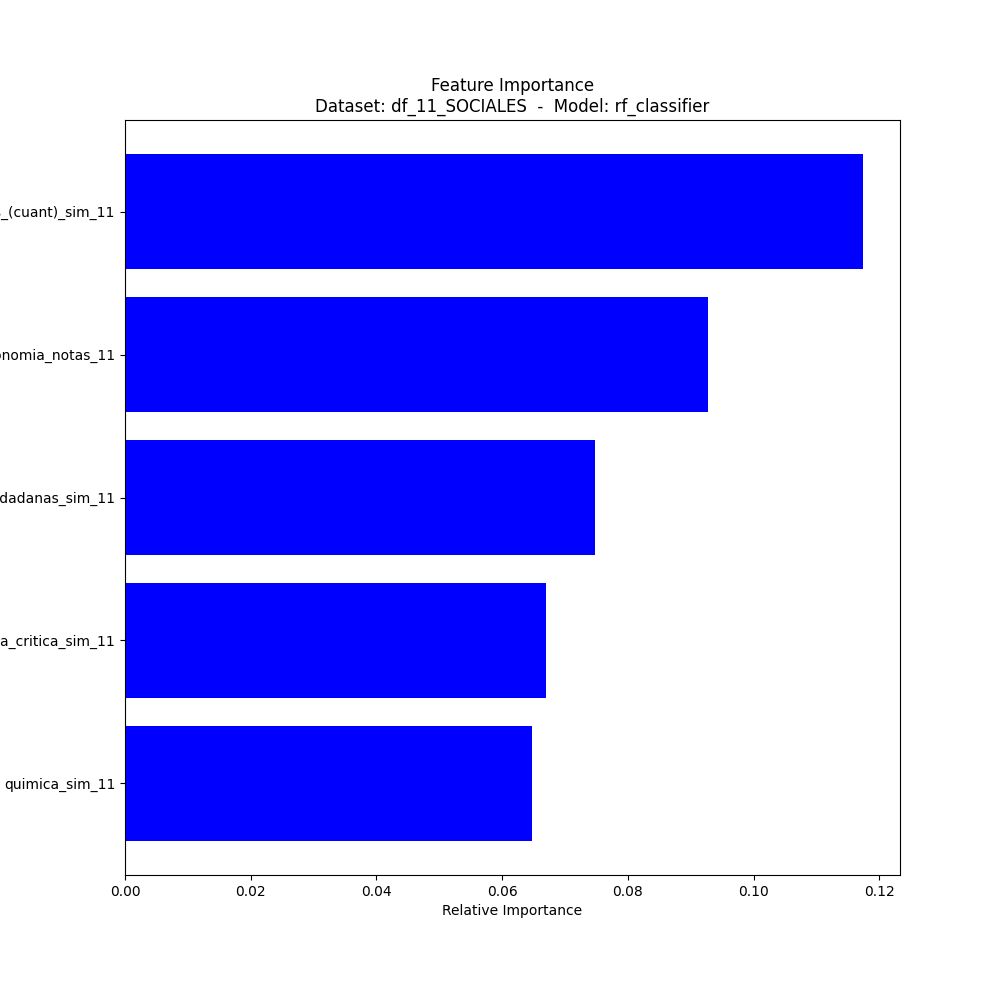 Feature Importance
Dataset: df_11_SOCIALES - Model: rf_classifier
_(cuant)_sim_11
nomia_notas_11
dadanas_sim_11
a_critica_sim_11
quimica_sim_11
0.00 0.02 0.04 0.06 0.08 0.10 0.12
Relative Importance